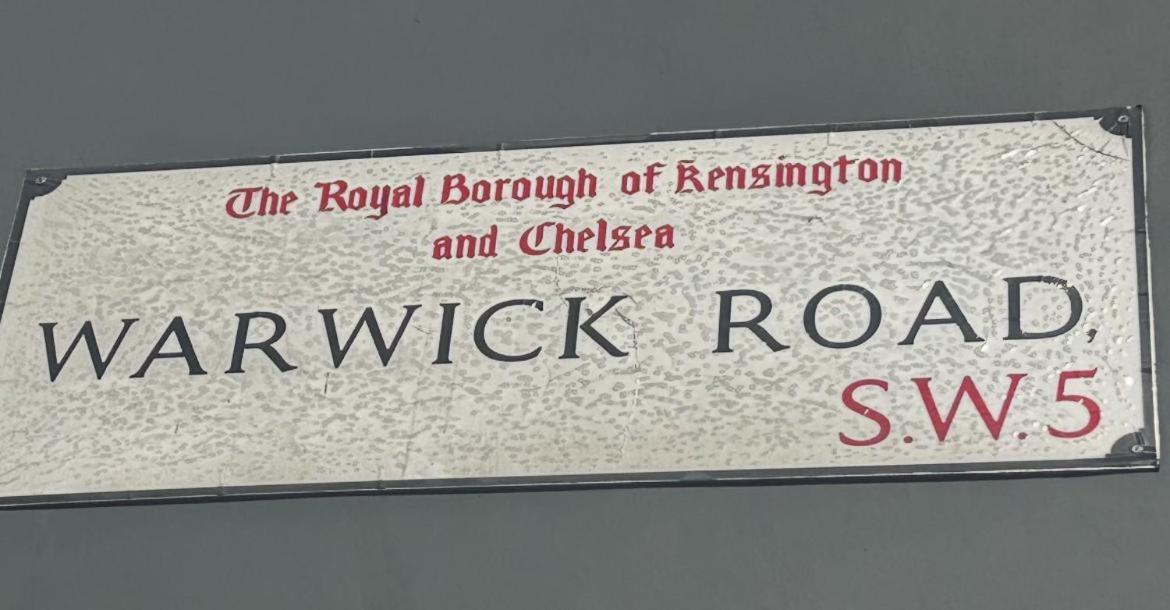 The Royal Borough of Kensington
and Chelsea
WARWICK ROAD,
S.W.5